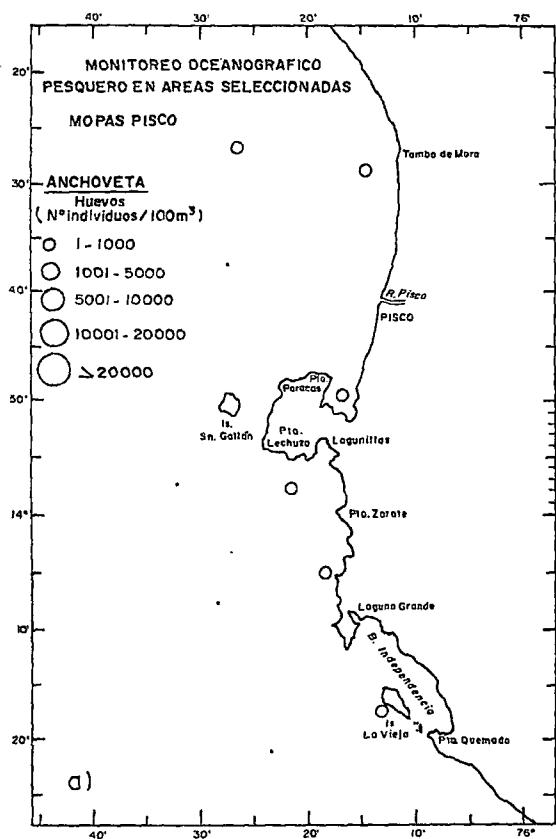 40'
30'
20'
10'
76°
MONITOREO OCEANOGRAFICO
PESQUERO EN AREAS SELECCIONADAS
MOPAS PISCO
20'
ANCHOVETA
Huevos
(N° individuos/100m³)
1-1000
1001-5000
5001-10000
10001-20000
≥20000
Tambo de Mora
30'
40'
R. Pisco
PISCO
50'
Pta. Paracas
Is. Sn. Gallán
Pta. Lechuza
Lagunillas
14°
Pta. Zarate
10'
Laguna Grande
B. Independencia
Is La Vieja
Pta. Quemado
20'
a)
40'
30'
20'
10'
76°